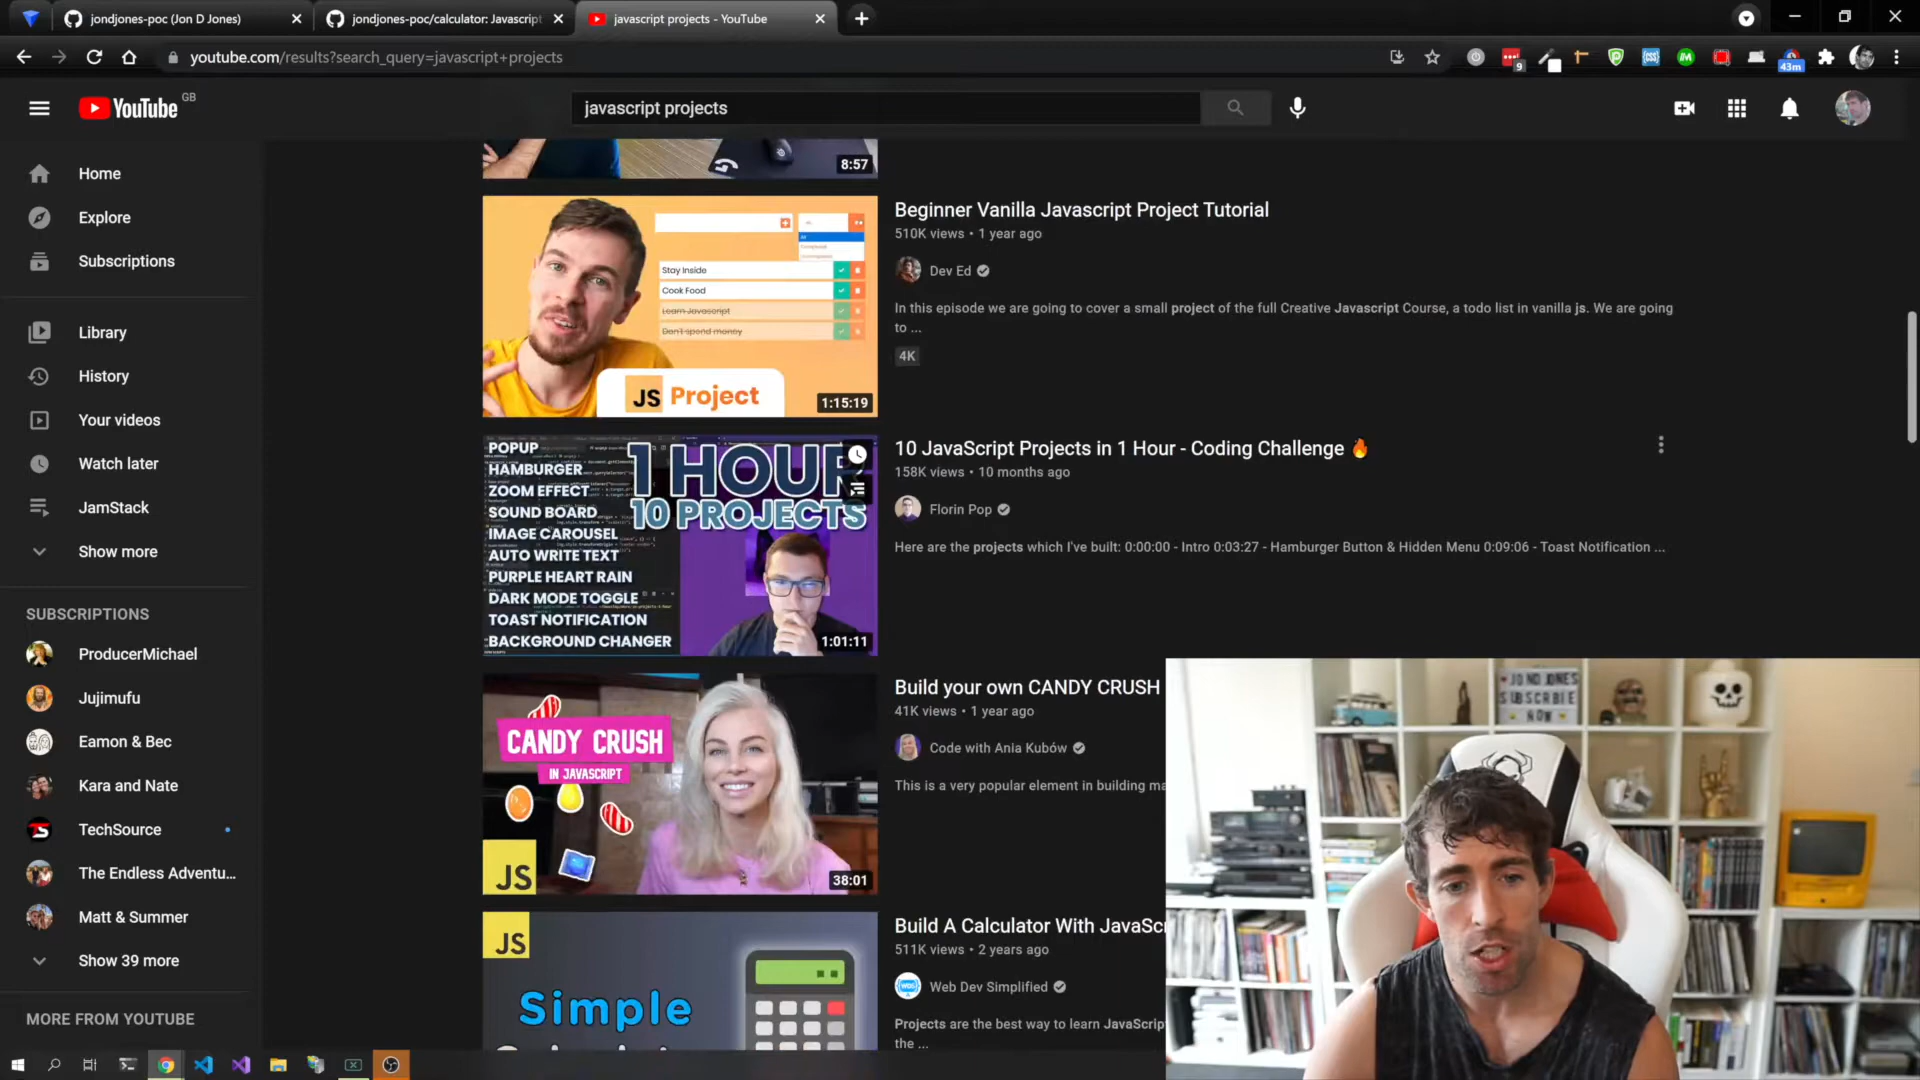 jondjones-poc (Jon D Jones)
jondjones-poc/calculator: Javascript
javascript projects - YouTube
youtube.com/results?search_query=javascript+projects
9
43m
YouTube
GB
javascript projects
Home
Explore
Subscriptions
Library
History
Your videos
Watch later
JamStack
Show more
SUBSCRIPTIONS
ProducerMichael
Jujimufu
Eamon & Bec
Kara and Nate
TechSource
The Endless Adventu...
Matt & Summer
Show 39 more
MORE FROM YOUTUBE
8:57
Stay Inside
Cook Food
Learn Javascript
Don't spend money
JS Project
1:15:19
Beginner Vanilla Javascript Project Tutorial
510K views • 1 year ago
Dev Ed
In this episode we are going to cover a small project of the full Creative Javascript Course, a todo list in vanilla js. We are going
to ...
4K
POPUP
HAMBURGER
ZOOM EFFECT
SOUND BOARD
IMAGE CAROUSEL
AUTO WRITE TEXT
PURPLE HEART RAIN
DARK MODE TOGGLE
TOAST NOTIFICATION
BACKGROUND CHANGER
1 HOUR
10 PROJECTS
1:01:11
10 JavaScript Projects in 1 Hour - Coding Challenge 🔥
158K views • 10 months ago
Florin Pop
Here are the projects which I've built: 0:00:00 - Intro 0:03:27 - Hamburger Button & Hidden Menu 0:09:06 - Toast Notification ...
CANDY CRUSH
IN JAVASCRIPT
JS
38:01
Build your own CANDY CRUSH
41K views • 1 year ago
Code with Ania Kubów
This is a very popular element in building ma
JS
Simple
Build A Calculator With JavaScr
511K views • 2 years ago
Web Dev Simplified
Projects are the best way to learn JavaScript
the ...
JON D JONES
SUBSCRBIE
NOW